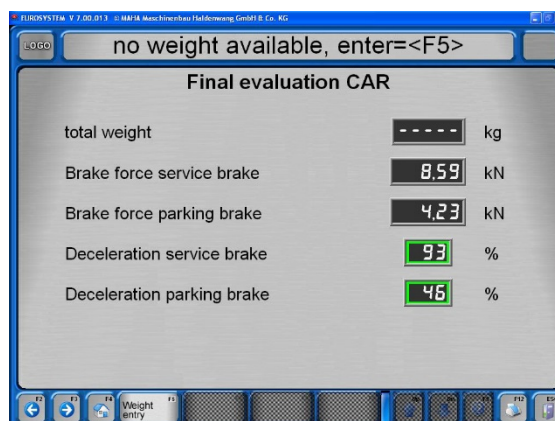 EUROSYSTEM V 7.00.013 © MAHA Maschinenbau Haldenwang GmbH & Co. KG
LOGO
no weight available, enter=<F5>
Final evaluation CAR
total weight ----- kg
Brake force service brake 8,59 kN
Brake force parking brake 4,23 kN
Deceleration service brake 93 %
Deceleration parking brake 46 %
F2 F3 F4 F5 F12 ESC
Weight
entry